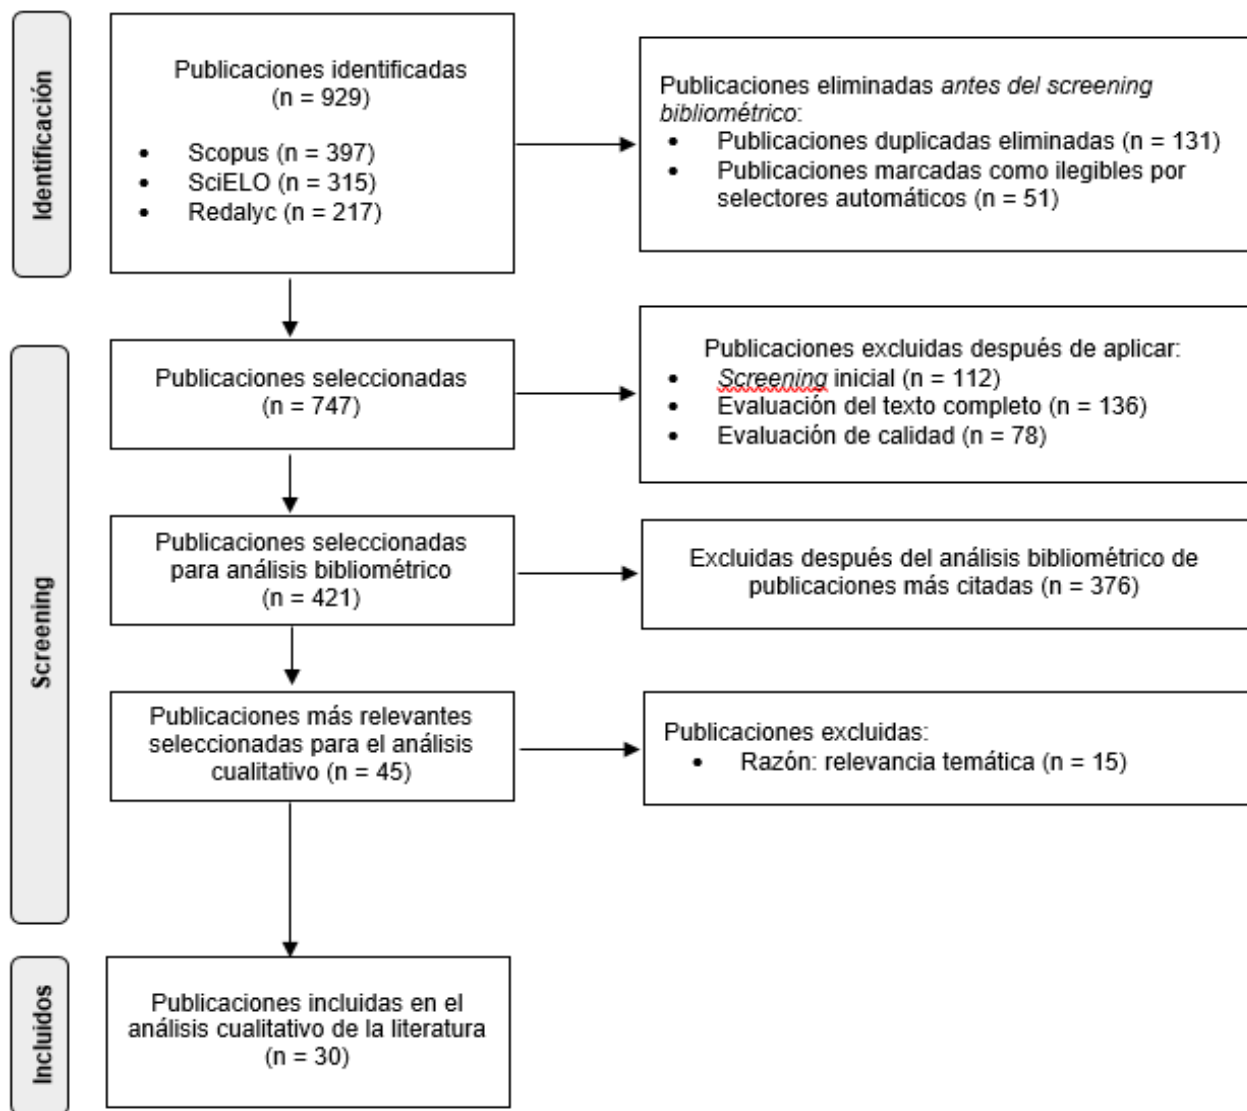 Identificación
Publicaciones identificadas
(n = 929)
• Scopus (n = 397)
• SciELO (n = 315)
• Redalyc (n = 217)
Publicaciones eliminadas antes del screening
bibliométrico:
• Publicaciones duplicadas eliminadas (n = 131)
• Publicaciones marcadas como ilegibles por
selectores automáticos (n = 51)
Screening
Publicaciones seleccionadas
(n = 747)
Publicaciones excluidas después de aplicar:
• Screening inicial (n = 112)
• Evaluación del texto completo (n = 136)
• Evaluación de calidad (n = 78)
Publicaciones seleccionadas
para análisis bibliométrico
(n = 421)
Excluidas después del análisis bibliométrico de
publicaciones más citadas (n = 376)
Publicaciones más relevantes
seleccionadas para el análisis
cualitativo (n = 45)
Publicaciones excluidas:
• Razón: relevancia temática (n = 15)
Incluidos
Publicaciones incluidas en el
análisis cualitativo de la literatura
(n = 30)